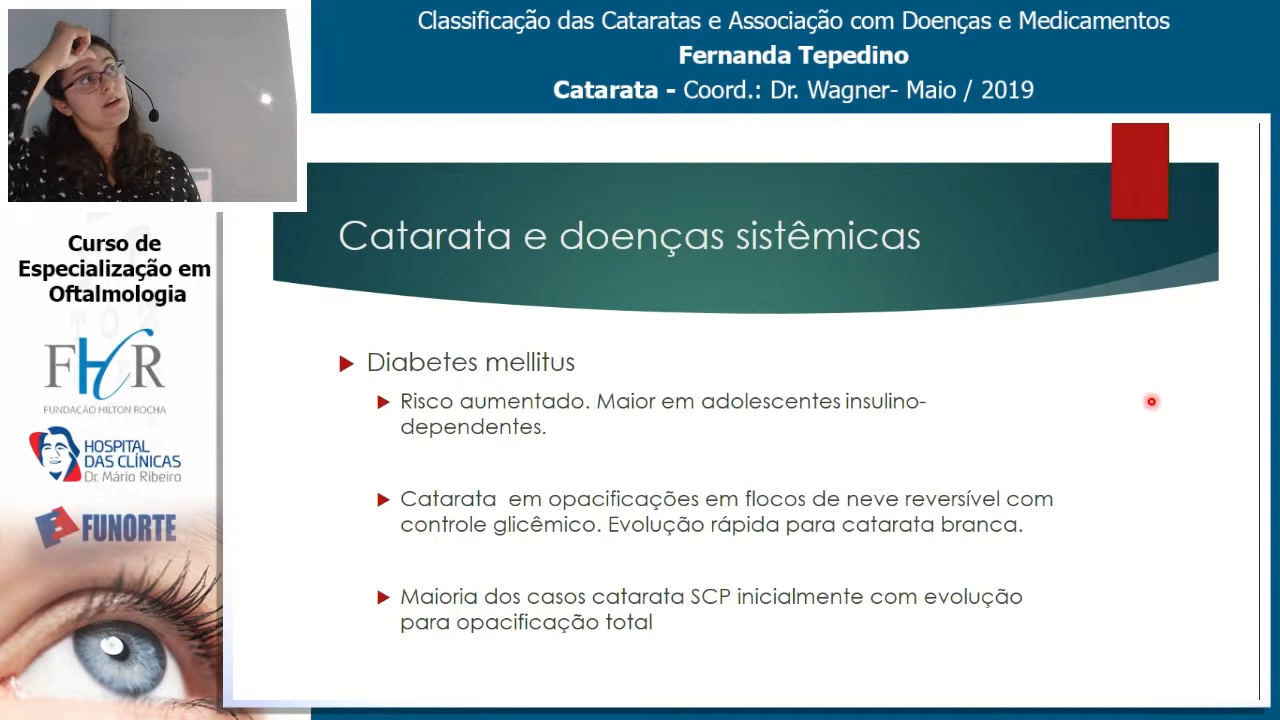 Classificação das Cataratas e Associação com Doenças e Medicamentos
Fernanda Tepedino
Catarata - Coord.: Dr. Wagner- Maio / 2019
Catarata e doenças sistêmicas
Curso de
Especialização em
Oftalmologia
FHR
FUNDAÇÃO HILTON ROCHA
HOSPITAL
DAS CLÍNICAS
Dr. Mário Ribeiro
FUNORTE
Diabetes mellitus
Risco aumentado. Maior em adolescentes insulino-
dependentes.
Catarata  em opacificações em flocos de neve reversível com
controle glicêmico. Evolução rápida para catarata branca.
Maioria dos casos catarata SCP inicialmente com evolução
para opacificação total